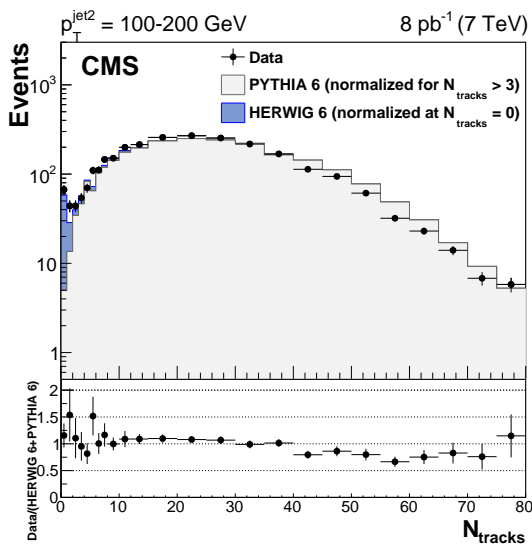 p_T^jet2 = 100-200 GeV 8 pb^-1 (7 TeV)
CMS
Data
PYTHIA 6 (normalized for N_tracks > 3)
HERWIG 6 (normalized at N_tracks = 0)
Events
10^3
10^2
10
1
Data/(HERWIG 6+PYTHIA 6)
2
1.5
1
0.5
0
0 10 20 30 40 50 60 70 80
N_tracks